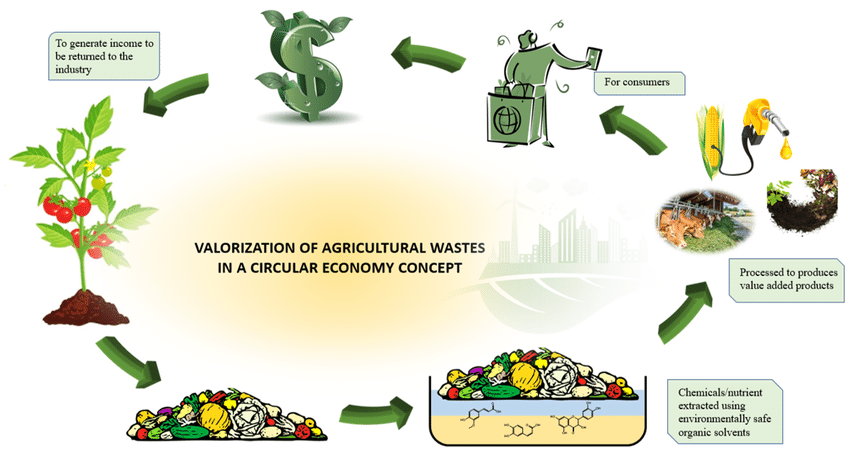 To generate income to
be returned to the
industry
For consumers
VALORIZATION OF AGRICULTURAL WASTES
IN A CIRCULAR ECONOMY CONCEPT
Processed to produces
value added products
Chemicals/nutrient
extracted using
environmentally safe
organic solvents